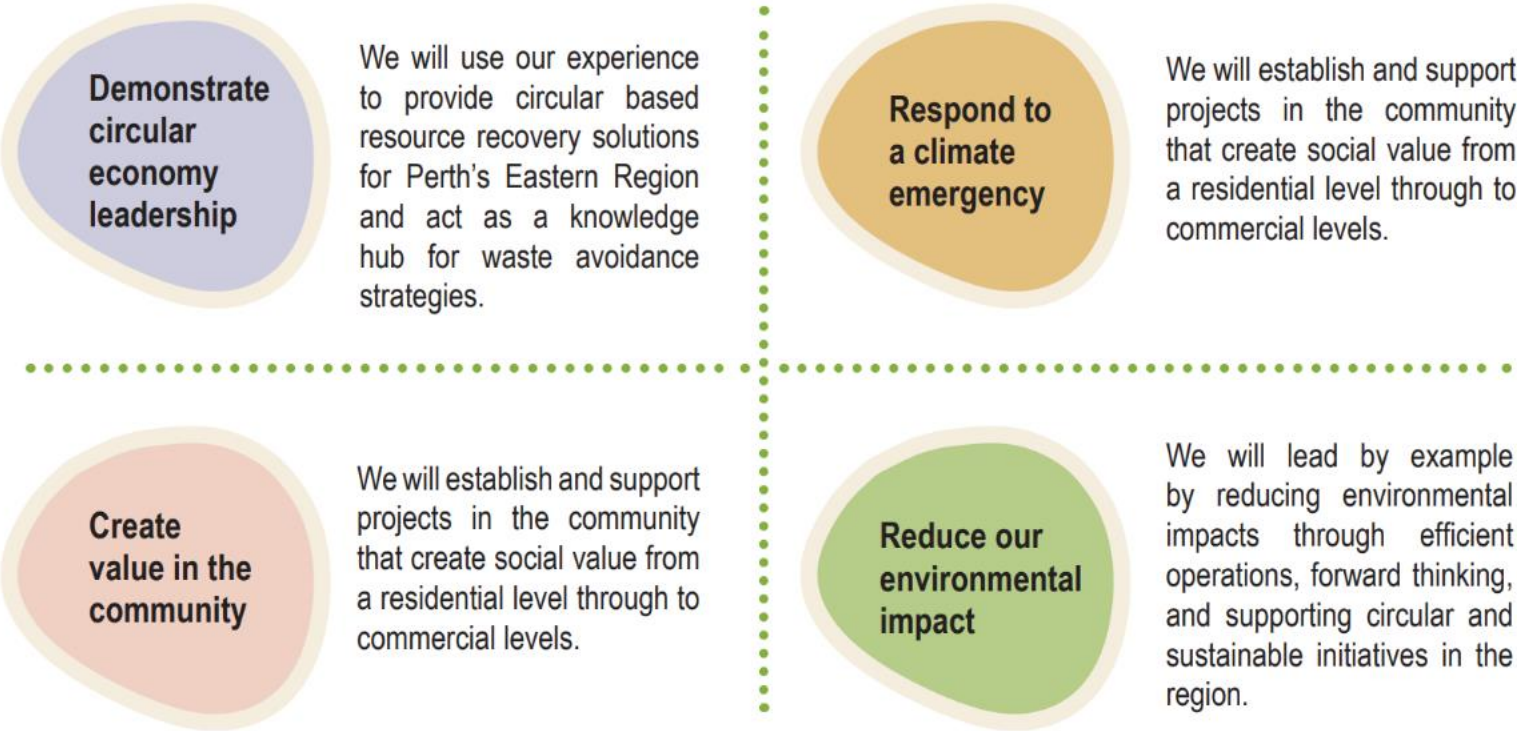 Demonstrate
circular
economy
leadership
We will use our experience
to provide circular based
resource recovery solutions
for Perth's Eastern Region
and act as a knowledge
hub for waste avoidance
strategies.
Respond to
a climate
emergency
We will establish and support
projects in the community
that create social value from
a residential level through to
commercial levels.
Create
value in the
community
We will establish and support
projects in the community
that create social value from
a residential level through to
commercial levels.
Reduce our
environmental
impact
We will lead by example
by reducing environmental
impacts through efficient
operations, forward thinking,
and supporting circular and
sustainable initiatives in the
region.